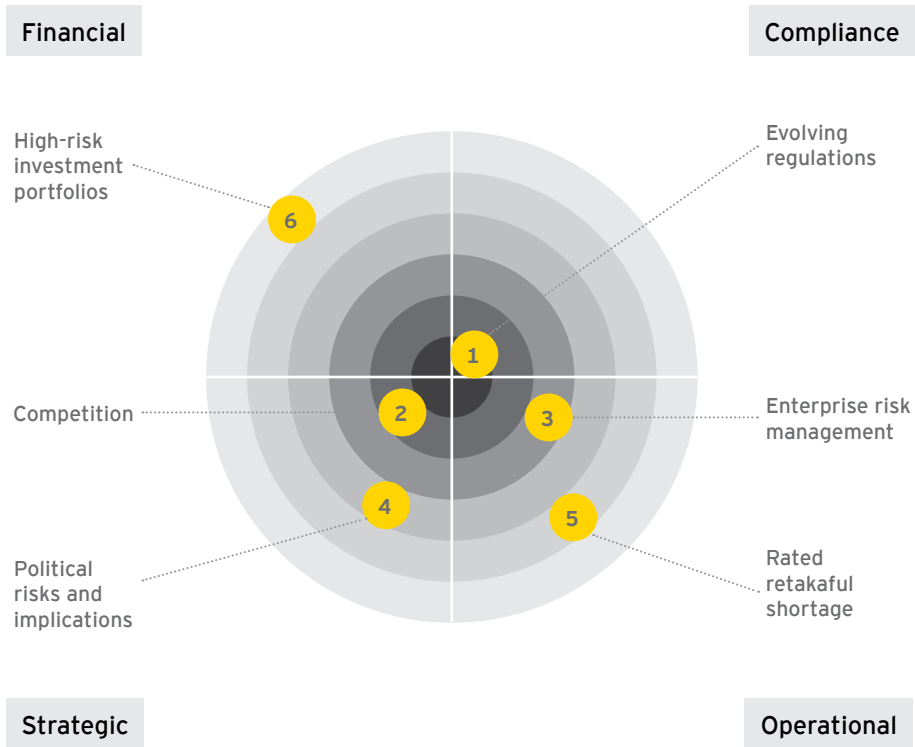 Financial
Compliance
High-risk
investment
portfolios
Evolving
regulations
6
1
Competition
2
3
Enterprise risk
management
4
5
Political
risks and
implications
Rated
retakaful
shortage
Strategic
Operational